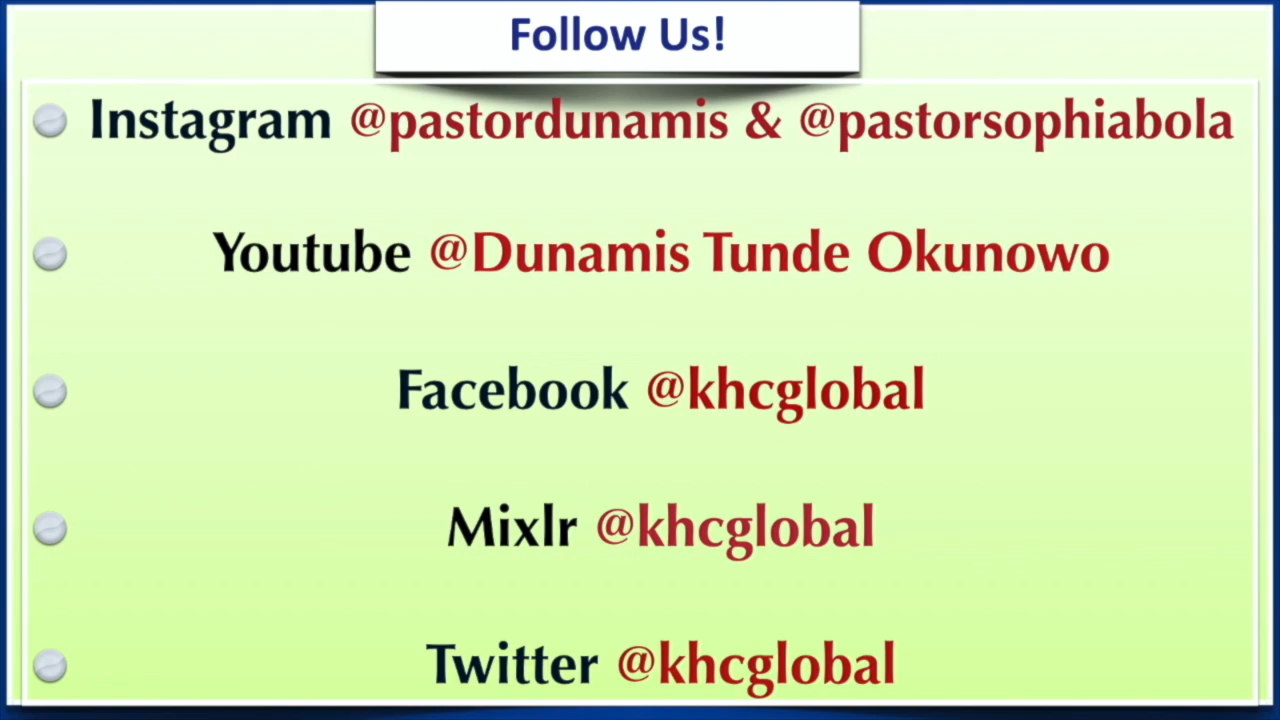 Follow Us!
Instagram @pastordunamis & @pastorsophiabola
Youtube @Dunamis Tunde Okunowo
Facebook @khcglobal
Mixlr @khcglobal
Twitter @khcglobal